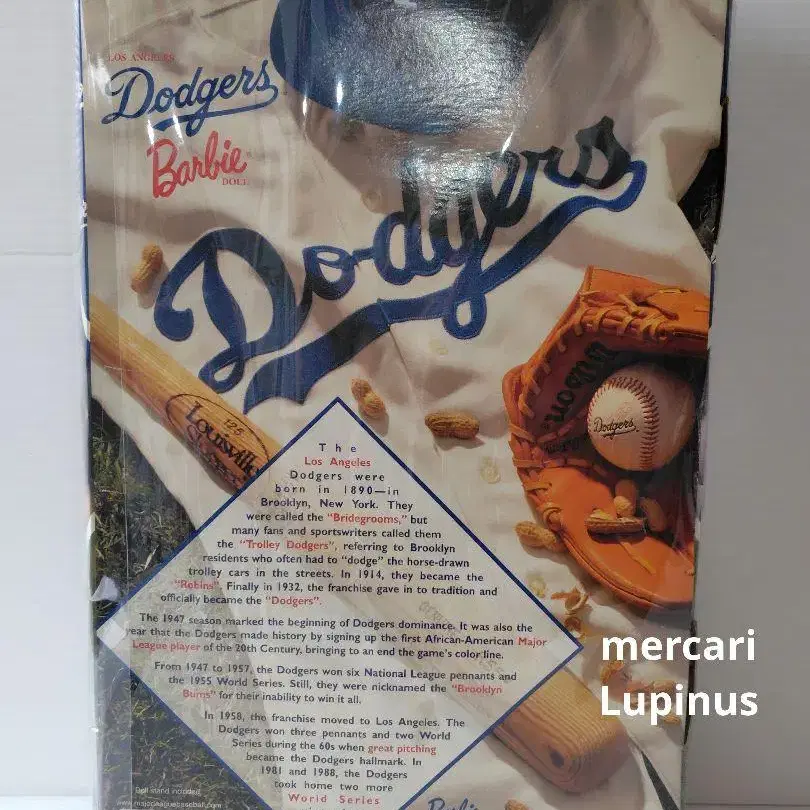 LOS ANGELES
Dodgers
Barbie
DOLL
Dodgers
125
Louisville
Dodgers
The
Los Angeles
Dodgers were
born in 1890—in
Brooklyn, New York. They
were called the "Bridegrooms," but
many fans and sportswriters called them
the "Trolley Dodgers", referring to Brooklyn
residents who often had to "dodge" the horse-drawn
trolley cars in the streets. In 1914, they became the
"Robins". Finally in 1932, the franchise gave in to tradition and
officially became the "Dodgers".
The 1947 season marked the beginning of Dodgers dominance. It was also the
year that the Dodgers made history by signing up the first African-American Major
League player of the 20th Century, bringing to an end the game's color line.
From 1947 to 1957, the Dodgers won six National League pennants and
the 1955 World Series. Still, they were nicknamed the "Brooklyn
Bums" for their inability to win it all.
In 1958, the franchise moved to Los Angeles. The
Dodgers won three pennants and two World
Series during the 60s when great pitching
became the Dodgers hallmark. In
1981 and 1988, the Dodgers
took home two more
World Series
Doll stand included.
www.majorleaguebaseball.com
Barbie
mercari
Lupinus